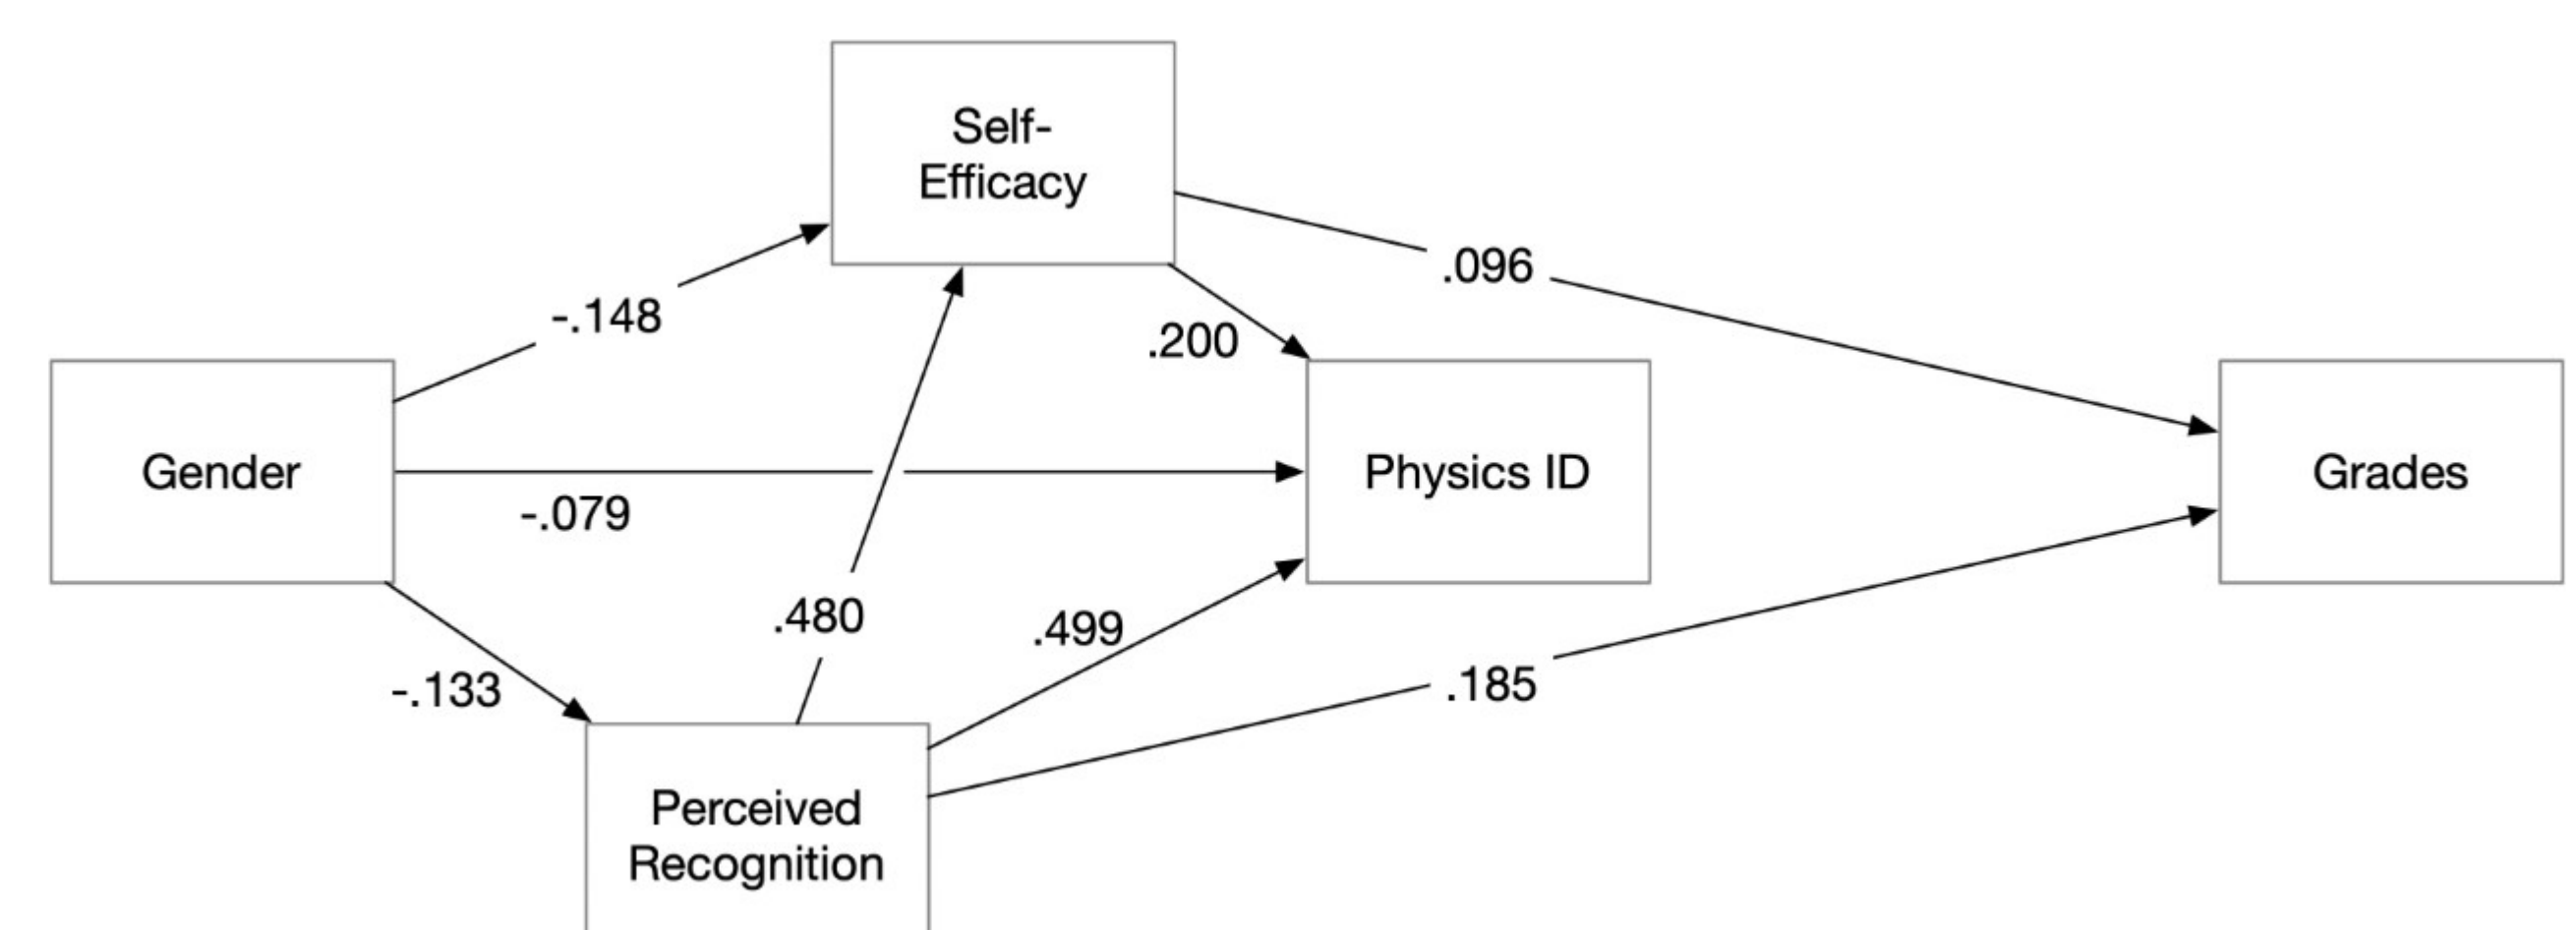 Self-
Efficacy
.096
-.148
.200
Gender
Physics ID
Grades
-.079
.480
.499
-.133
.185
Perceived
Recognition